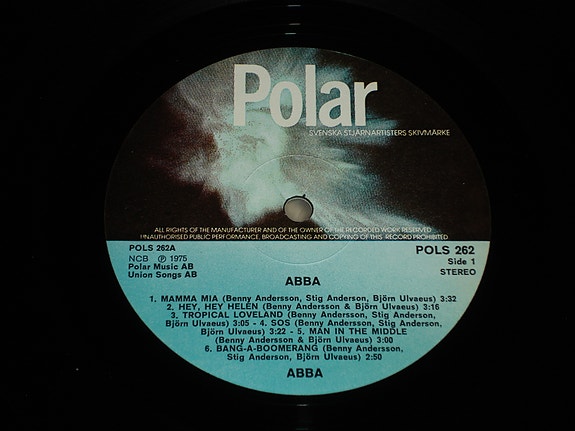 Polar
SVENSKA STJÄRNARTISTERS SKIVMÄRKE
ALL RIGHTS OF THE MANUFACTURER AND OF THE OWNER OF THE RECORDED WORK RESERVED
UNAUTHORISED PUBLIC PERFORMANCE, BROADCASTING AND COPYING OF THIS RECORD PROHIBITED
POLS 262A
NCB ℗ 1975
Polar Music AB
Union Songs AB
POLS 262
Side 1
STEREO
ABBA
1. MAMMA MIA (Benny Andersson, Stig Anderson, Björn Ulvaeus) 3:32
2. HEY, HEY HELEN (Benny Andersson & Björn Ulvaeus) 3:16
3. TROPICAL LOVELAND (Benny Andersson, Stig Anderson,
Björn Ulvaeus) 3:05 - 4. SOS (Benny Andersson, Stig Anderson,
Björn Ulvaeus) 3:22 - 5. MAN IN THE MIDDLE
(Benny Andersson & Björn Ulvaeus) 3:00
6. BANG-A-BOOMERANG (Benny Andersson,
Stig Anderson, Björn Ulvaeus) 2:50
ABBA